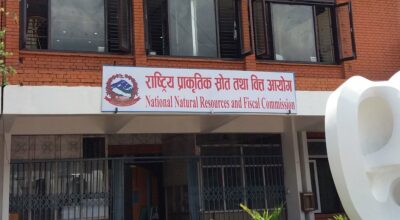 राष्ट्रिय प्राकृतिक स्रोत तथा वित्त आयोग
National Natural Resources and Fiscal Commission